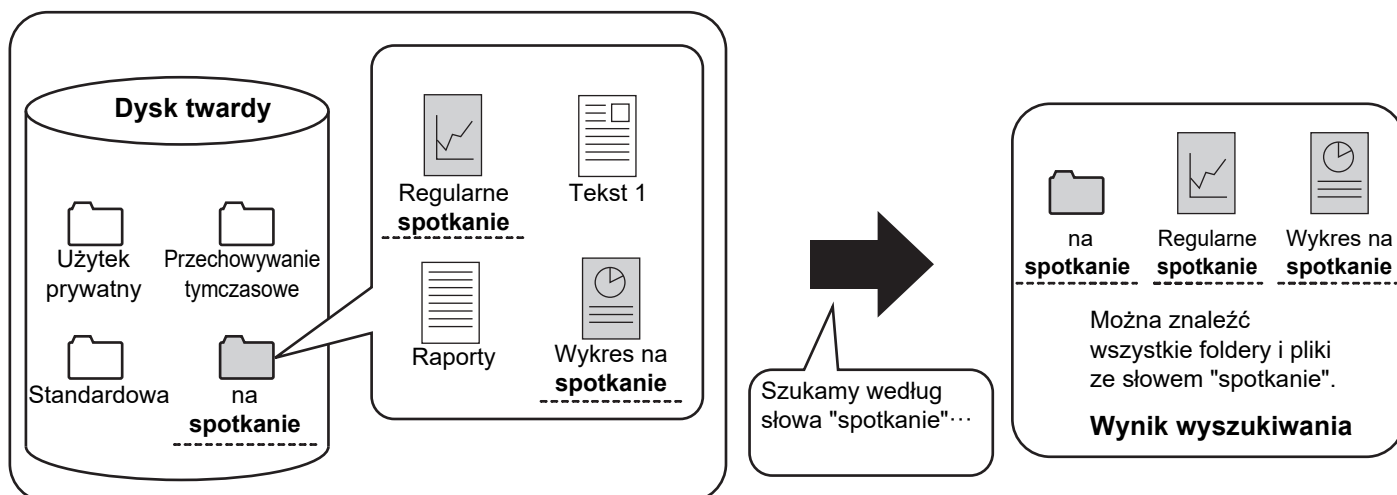 Dysk twardy
Użytek
prywatny
Przechowywanie
tymczasowe
Standardowa
na
spotkanie
Regularne
spotkanie
Tekst 1
Raporty
Wykres na
spotkanie
Szukamy według
słowa "spotkanie"···
na
spotkanie
Regularne
spotkanie
Wykres na
spotkanie
Można znaleźć
wszystkie foldery i pliki
ze słowem "spotkanie".
Wynik wyszukiwania